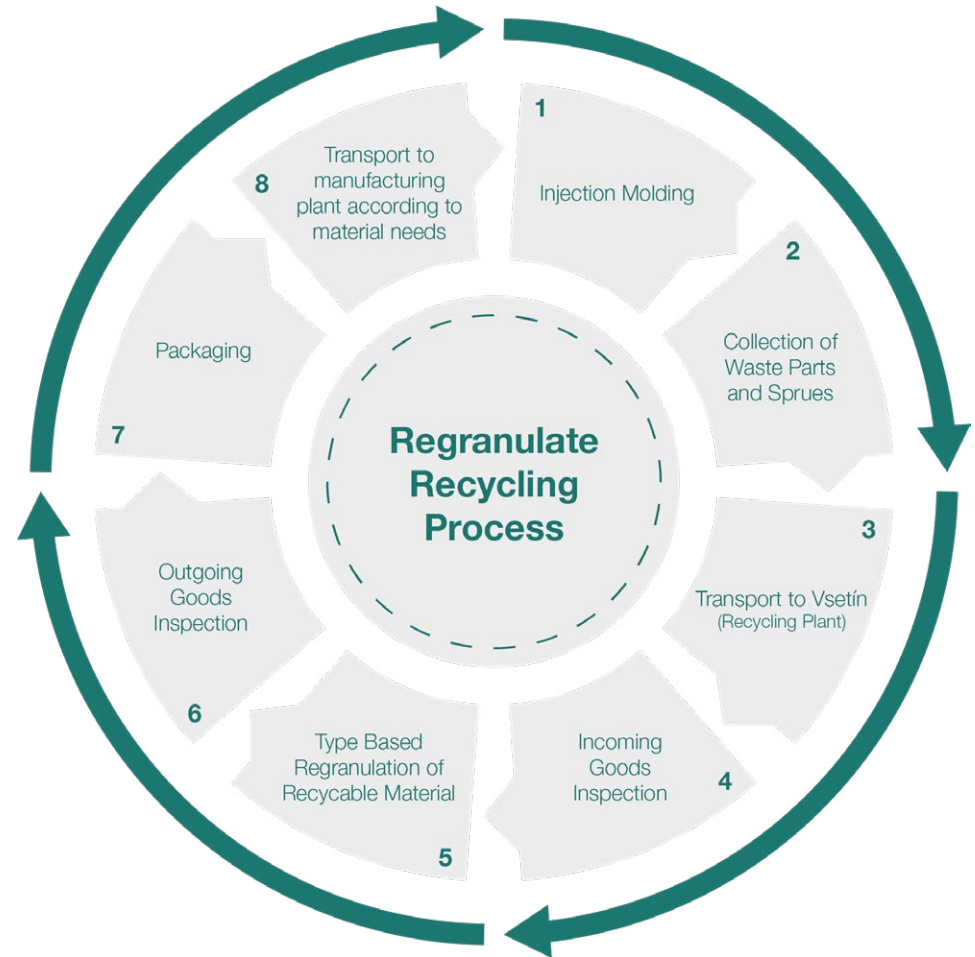 1
Injection Molding
2
Collection of
Waste Parts
and Sprues
3
Transport to Vsetín
(Recycling Plant)
4
Incoming
Goods
Inspection
5
Type Based
Regranulation of
Recycable Material
6
Outgoing
Goods
Inspection
7
Packaging
8
Transport to
manufacturing
plant according to
material needs
Regranulate
Recycling
Process